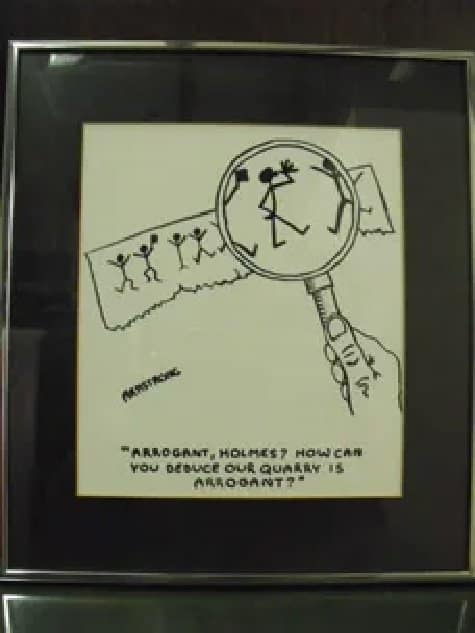 ARMSTRONG
"ARROGANT, HOLMES? HOW CAN
YOU DEDUCE OUR QUARRY IS
ARROGANT?"